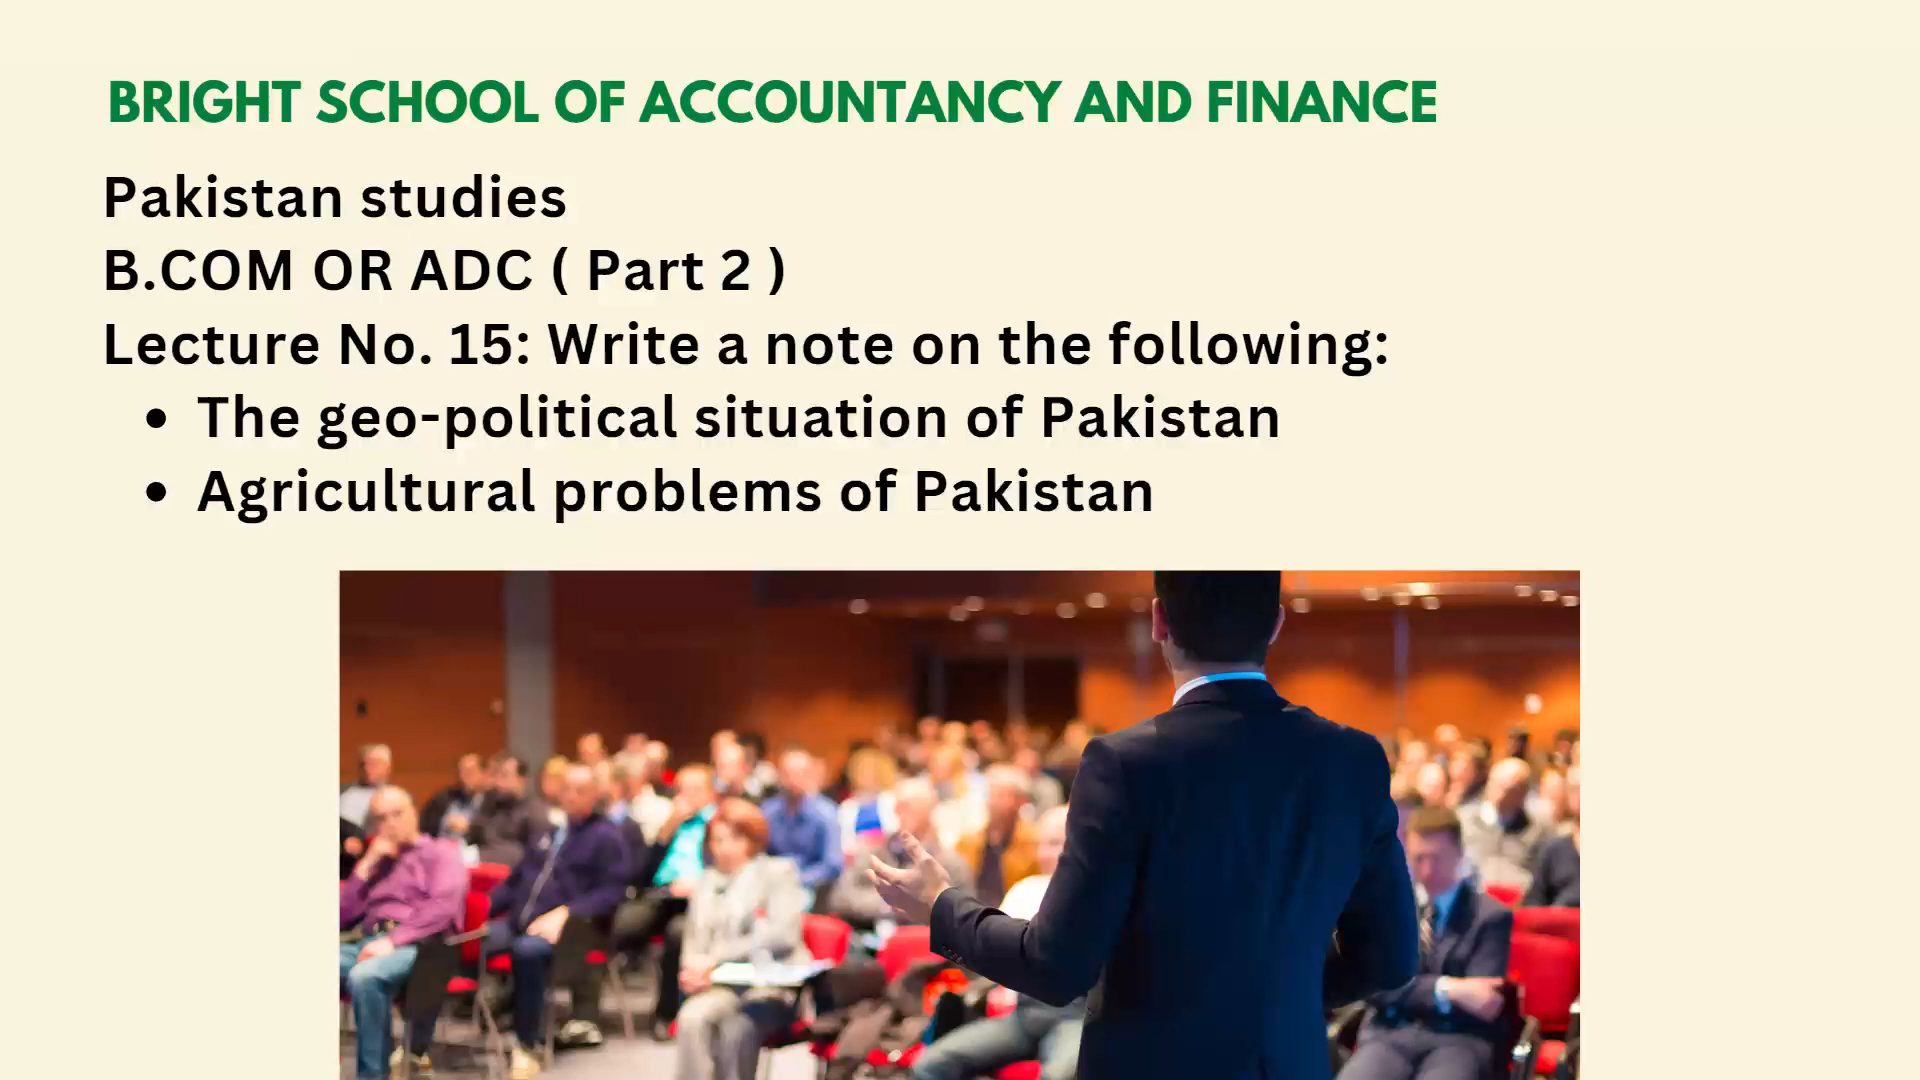 BRIGHT SCHOOL OF ACCOUNTANCY AND FINANCE
Pakistan studies
B.COM OR ADC ( Part 2 )
Lecture No. 15: Write a note on the following:
• The geo-political situation of Pakistan
• Agricultural problems of Pakistan